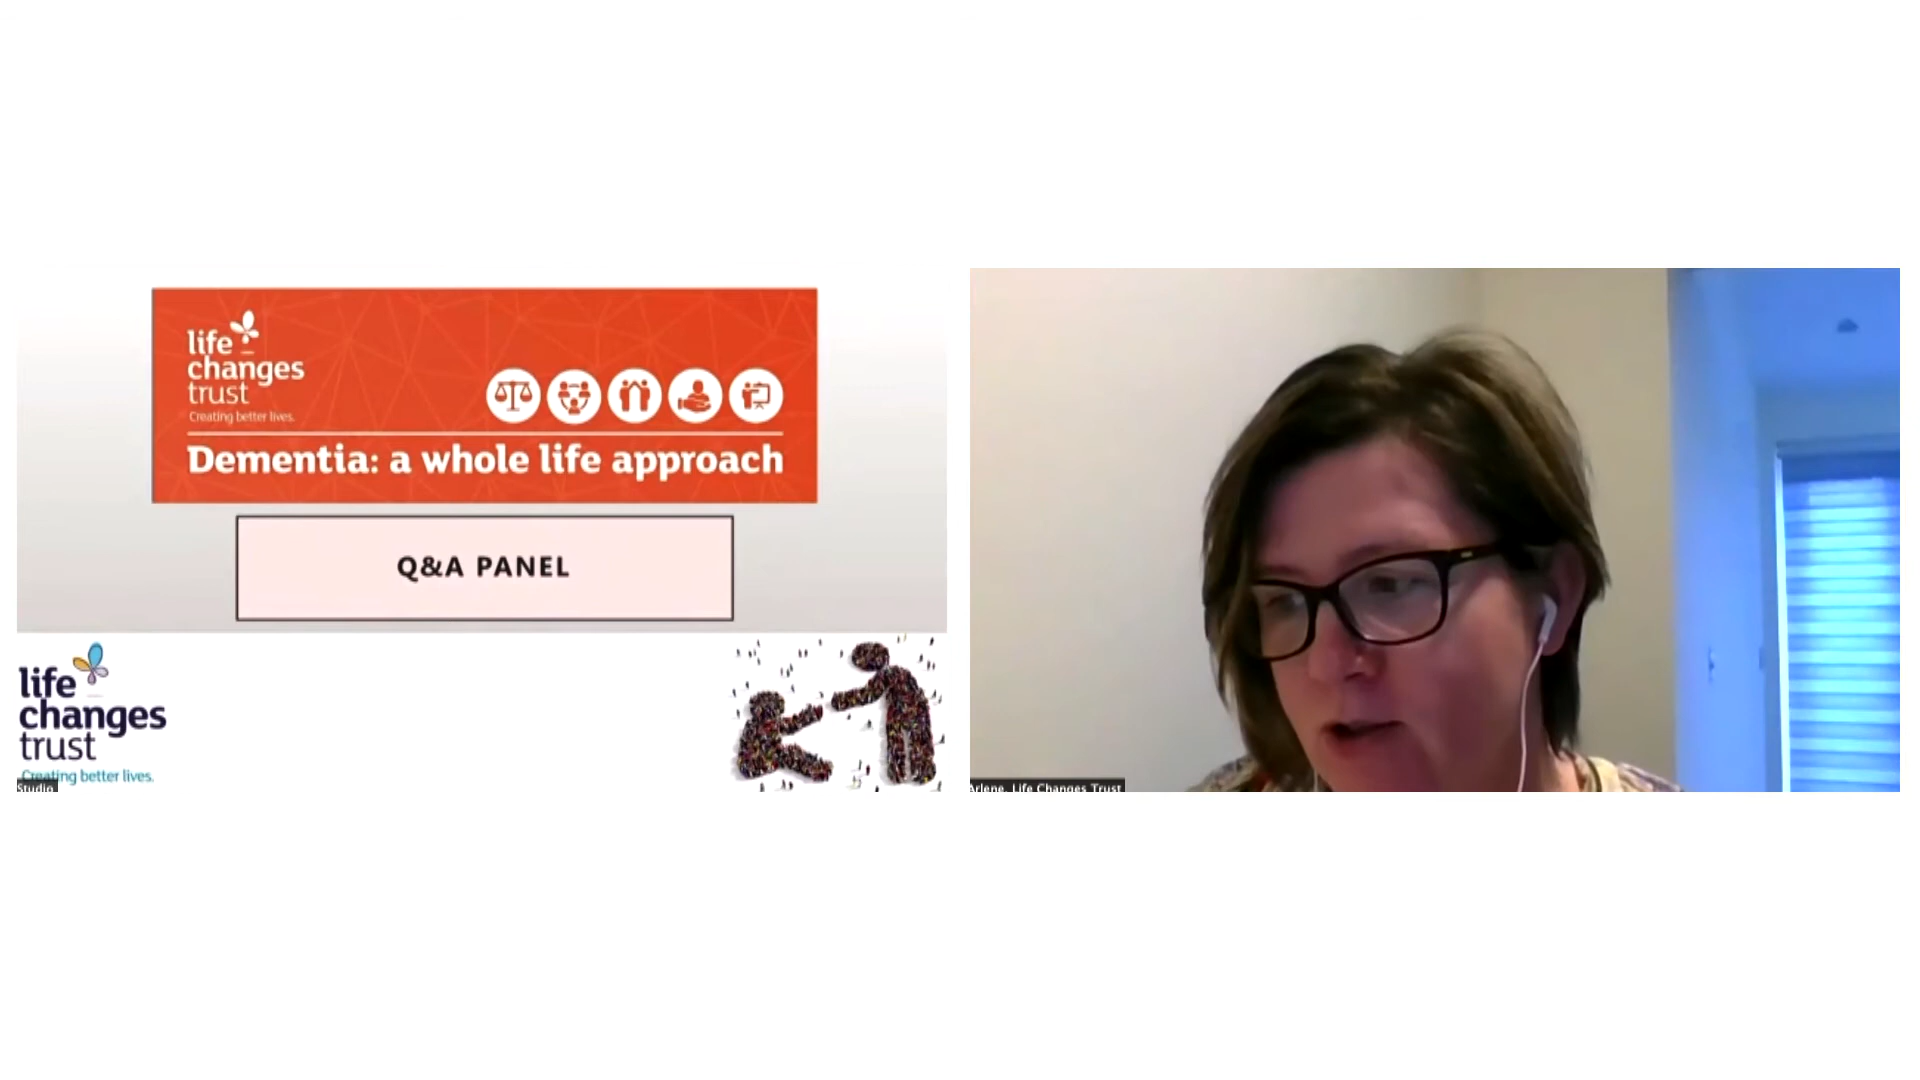 life
changes
trust
Creating better lives.
Dementia: a whole life approach
Q&A PANEL
life
changes
trust
Creating better lives.
Studio
Arlene, Life Changes Trust